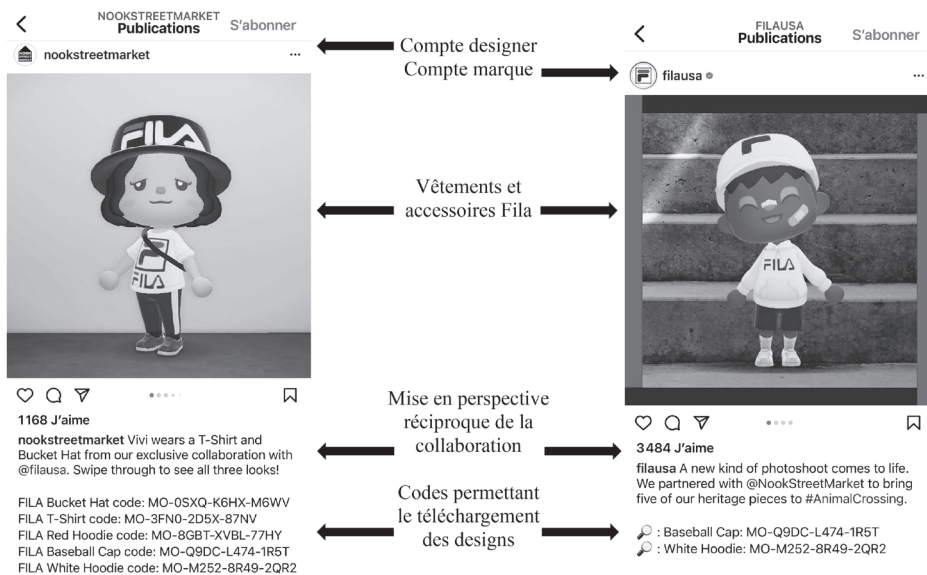 NOOKSTREETMARKET
Publications
S'abonner
nookstreetmarket
FILA
FILA
1168 J'aime
nookstreetmarket Vivi wears a T-Shirt and
Bucket Hat from our exclusive collaboration with
@filausa. Swipe through to see all three looks!
FILA Bucket Hat code: MO-0SXQ-K6HX-M6WV
FILA T-Shirt code: MO-3FN0-2D5X-87NV
FILA Red Hoodie code: MO-8GBT-XVBL-77HY
FILA Baseball Cap code: MO-Q9DC-L474-1R5T
FILA White Hoodie code: MO-M252-8R49-2QR2
Compte designer
Compte marque
Vêtements et
accessoires Fila
Mise en perspective
réciproque de la
collaboration
Codes permettant
le téléchargement
des designs
FILAUSA
Publications
S'abonner
filausa
FILA
3484 J'aime
filausa A new kind of photoshoot comes to life.
We partnered with @NookStreetMarket to bring
five of our heritage pieces to #AnimalCrossing.
: Baseball Cap: MO-Q9DC-L474-1R5T
: White Hoodie: MO-M252-8R49-2QR2